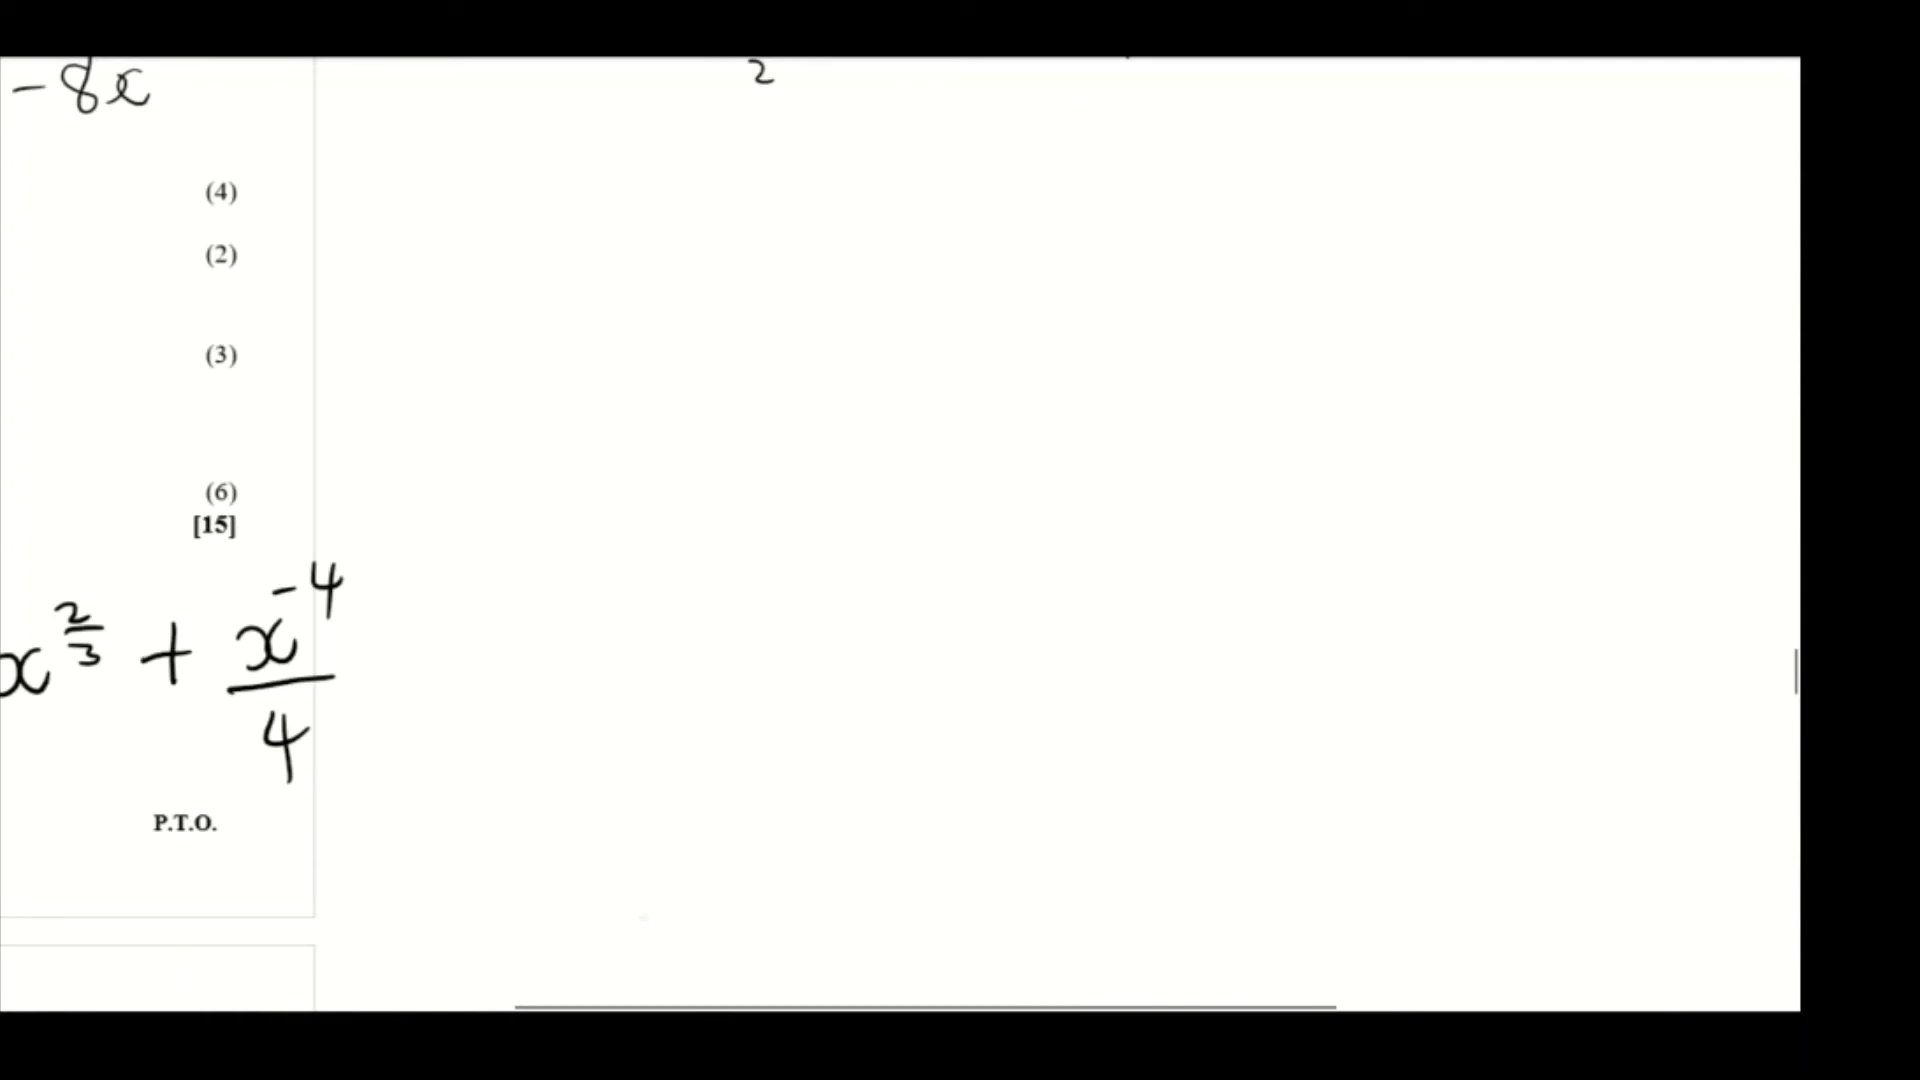 -8x
2
(4)
(2)
(3)
(6)
[15]
x^{2/3} + x^{-4}/4
P.T.O.